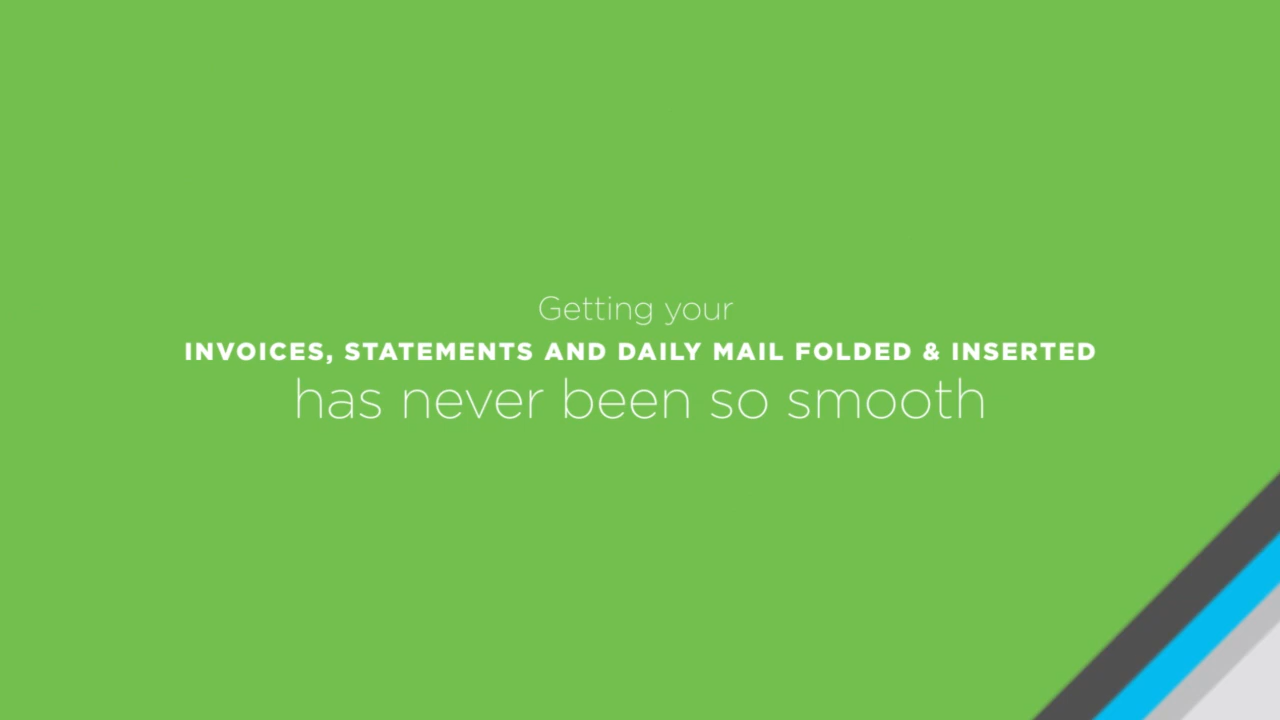 Getting your
INVOICES, STATEMENTS AND DAILY MAIL FOLDED & INSERTED
has never been so smooth